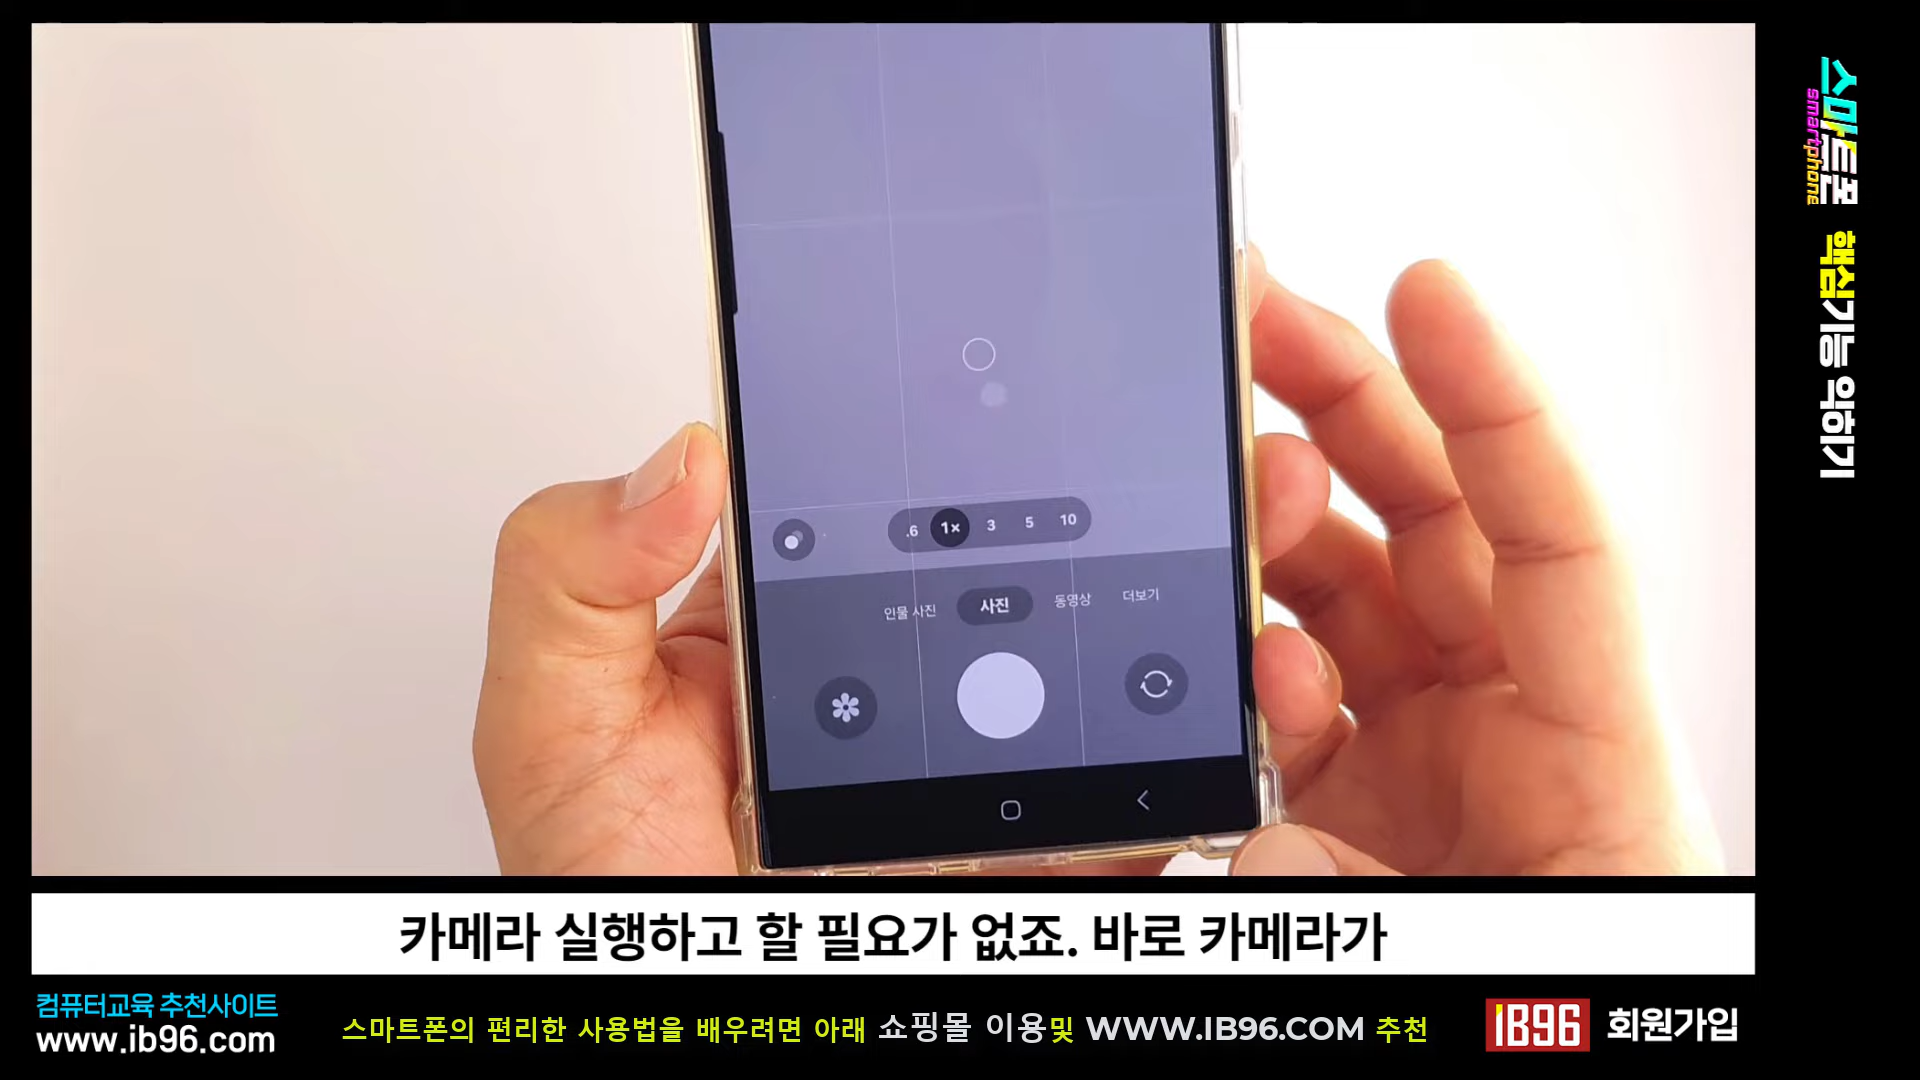 스마트폰
smartphone
핵심기능 익히기
.6 1× 3 5 10
인물 사진 사진 동영상 더보기
카메라 실행하고 할 필요가 없죠. 바로 카메라가
컴퓨터교육 추천사이트
www.ib96.com
스마트폰의 편리한 사용법을 배우려면 아래 쇼핑몰 이용및 WWW.IB96.COM 추천
IB96 회원가입